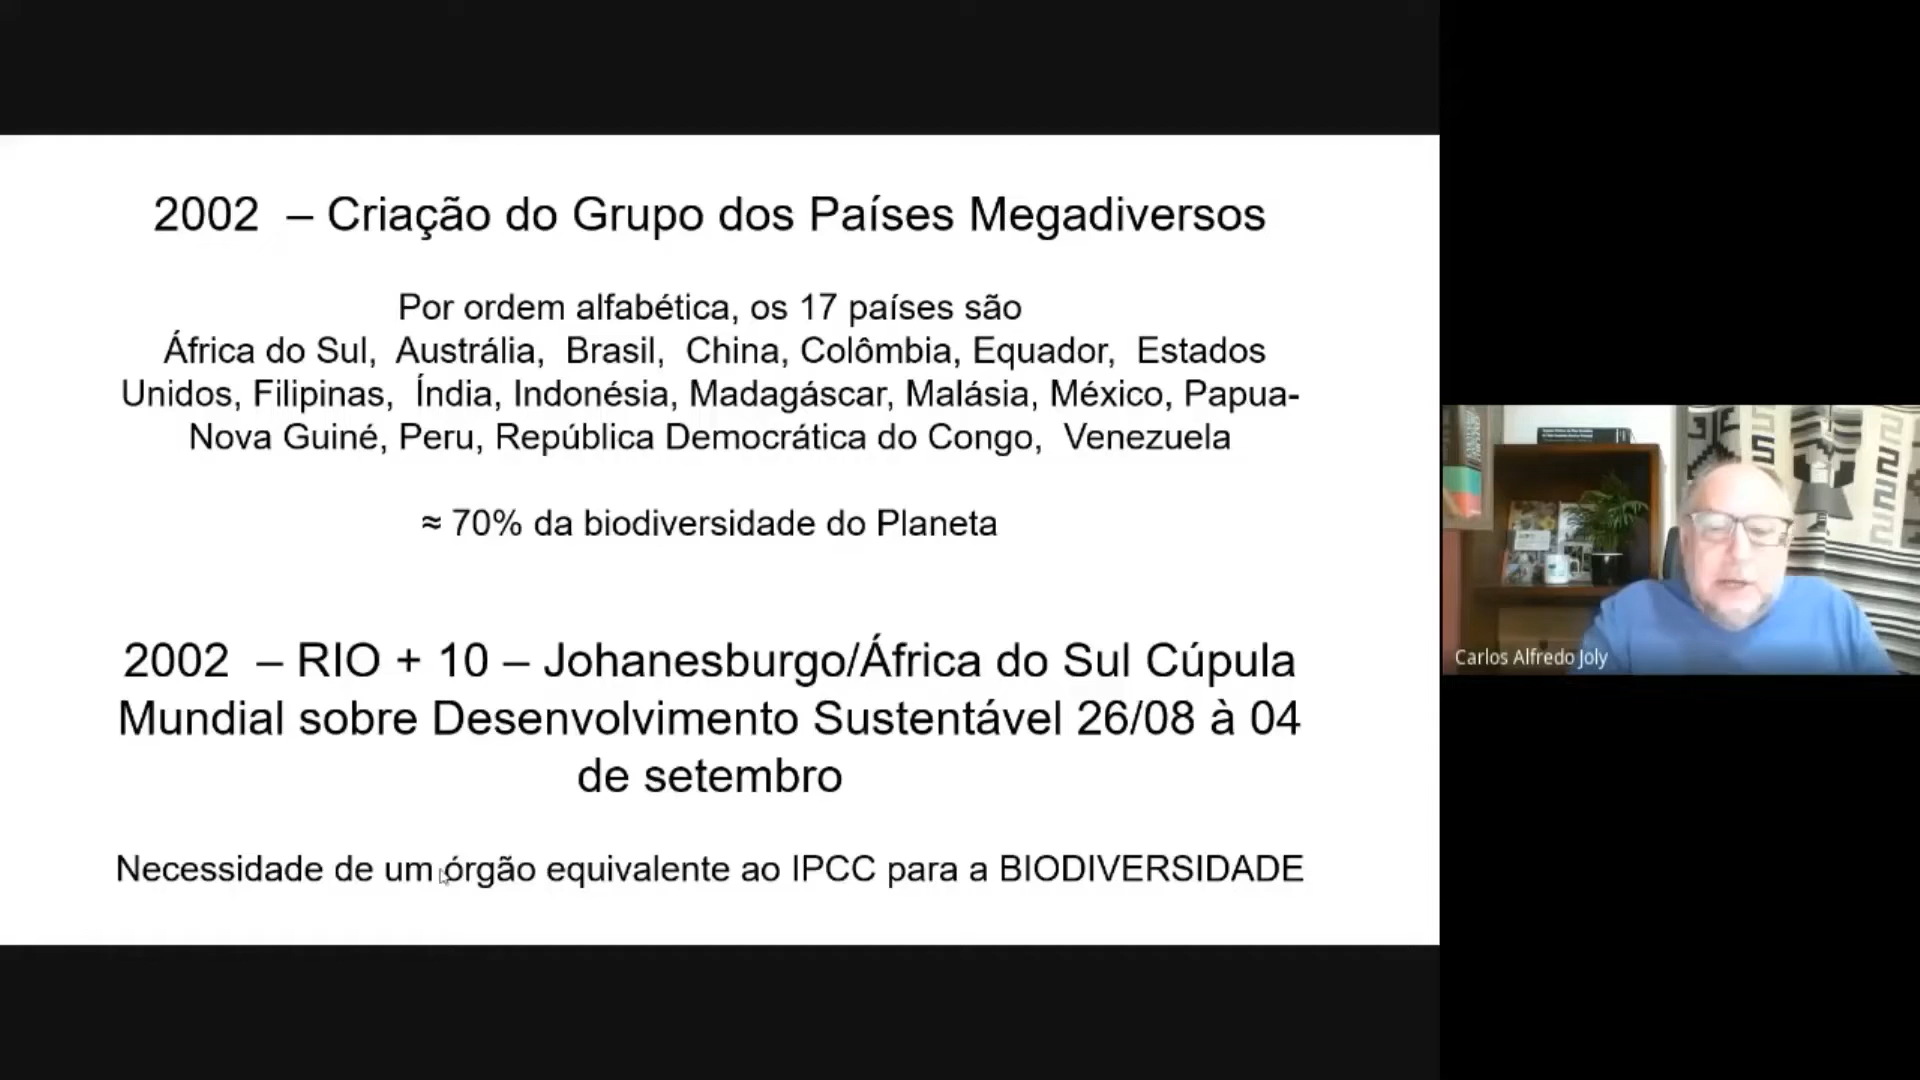 2002 – Criação do Grupo dos Países Megadiversos
Por ordem alfabética, os 17 países são
África do Sul, Austrália, Brasil, China, Colômbia, Equador, Estados
Unidos, Filipinas, Índia, Indonésia, Madagáscar, Malásia, México, Papua-
Nova Guiné, Peru, República Democrática do Congo, Venezuela
≈ 70% da biodiversidade do Planeta
2002 – RIO + 10 – Johanesburgo/África do Sul Cúpula
Mundial sobre Desenvolvimento Sustentável 26/08 à 04
de setembro
Necessidade de um órgão equivalente ao IPCC para a BIODIVERSIDADE
Carlos Alfredo Joly